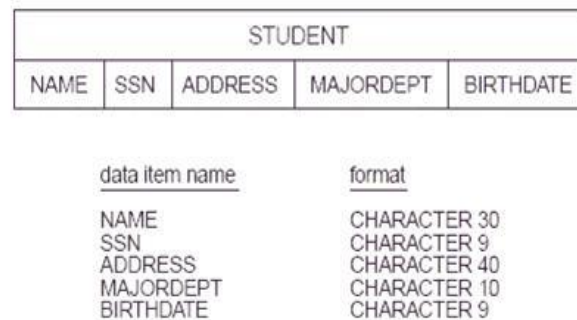 STUDENT
NAME SSN ADDRESS MAJORDEPT BIRTHDATE
data item name format
NAME CHARACTER 30
SSN CHARACTER 9
ADDRESS CHARACTER 40
MAJORDEPT CHARACTER 10
BIRTHDATE CHARACTER 9